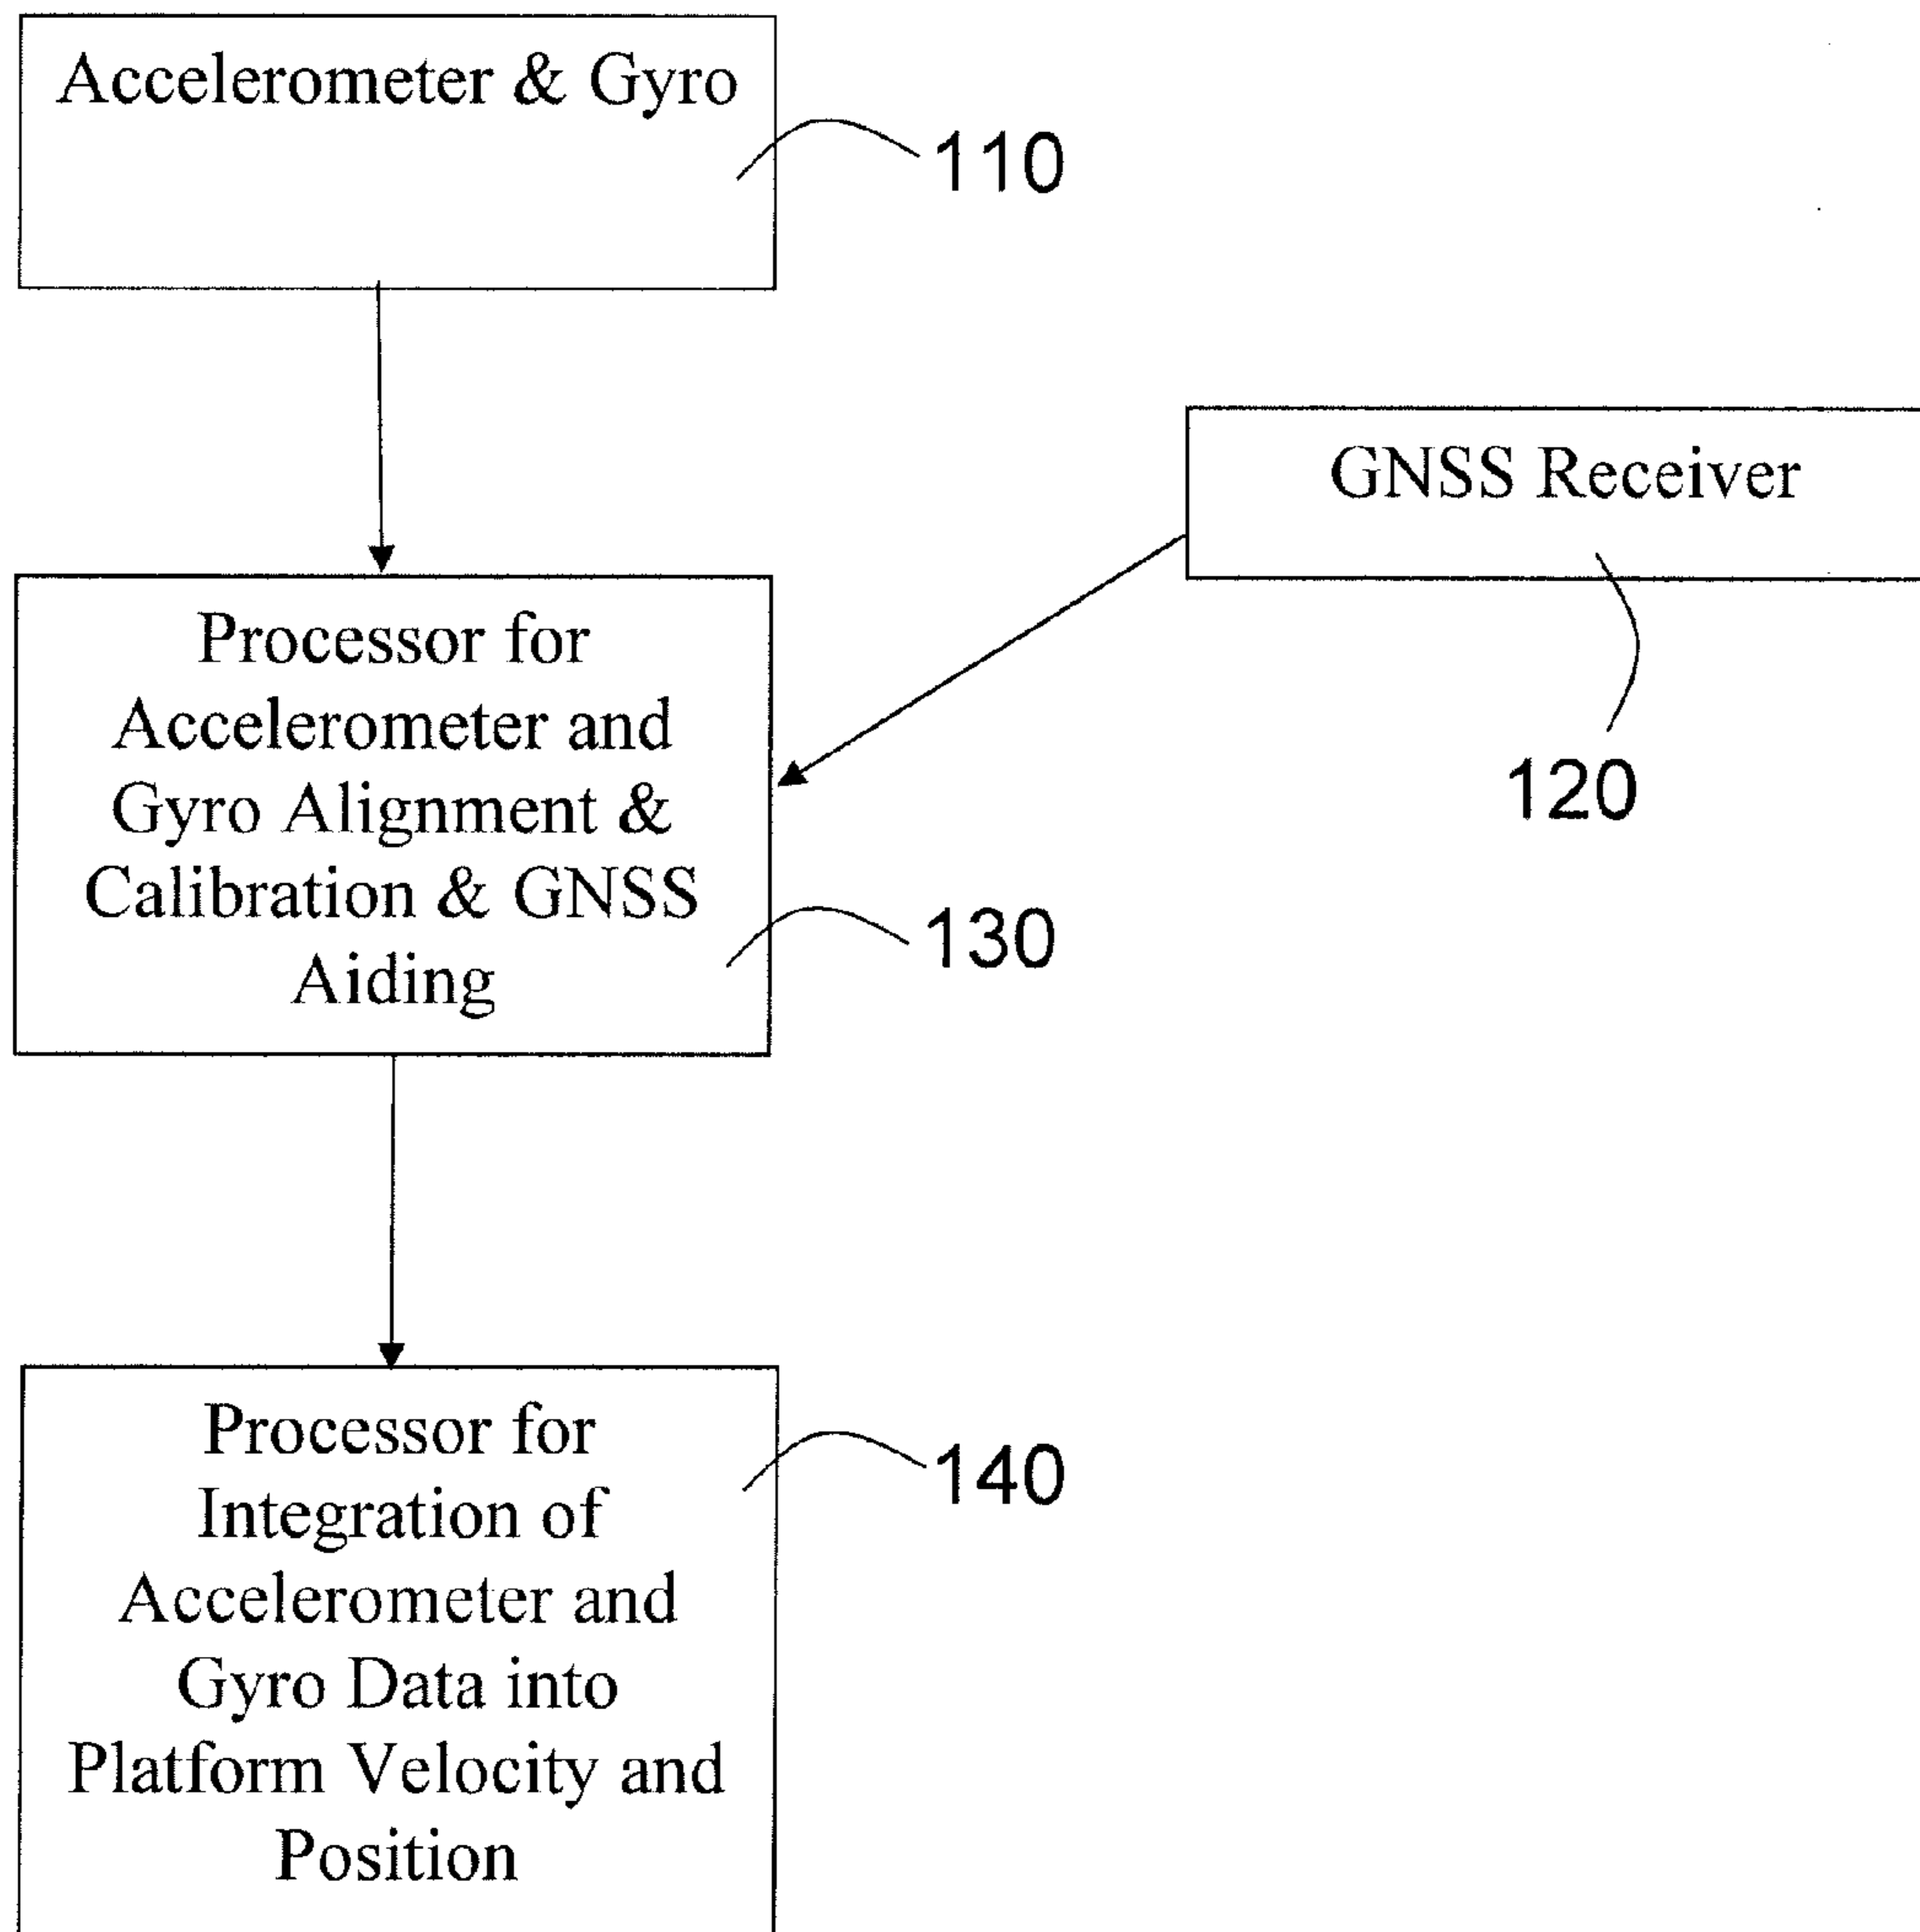 Accelerometer & Gyro
110
GNSS Receiver
120
Processor for
Accelerometer and
Gyro Alignment &
Calibration & GNSS
Aiding
130
Processor for
Integration of
Accelerometer and
Gyro Data into
Platform Velocity and
Position
140